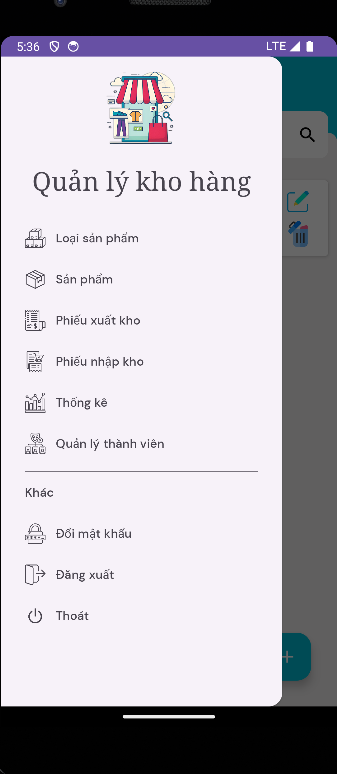 5:36
LTE
Quản lý kho hàng
Loại sản phẩm
Sản phẩm
Phiếu xuất kho
Phiếu nhập kho
Thống kê
Quản lý thành viên
Khác
Đổi mật khẩu
Đăng xuất
Thoát